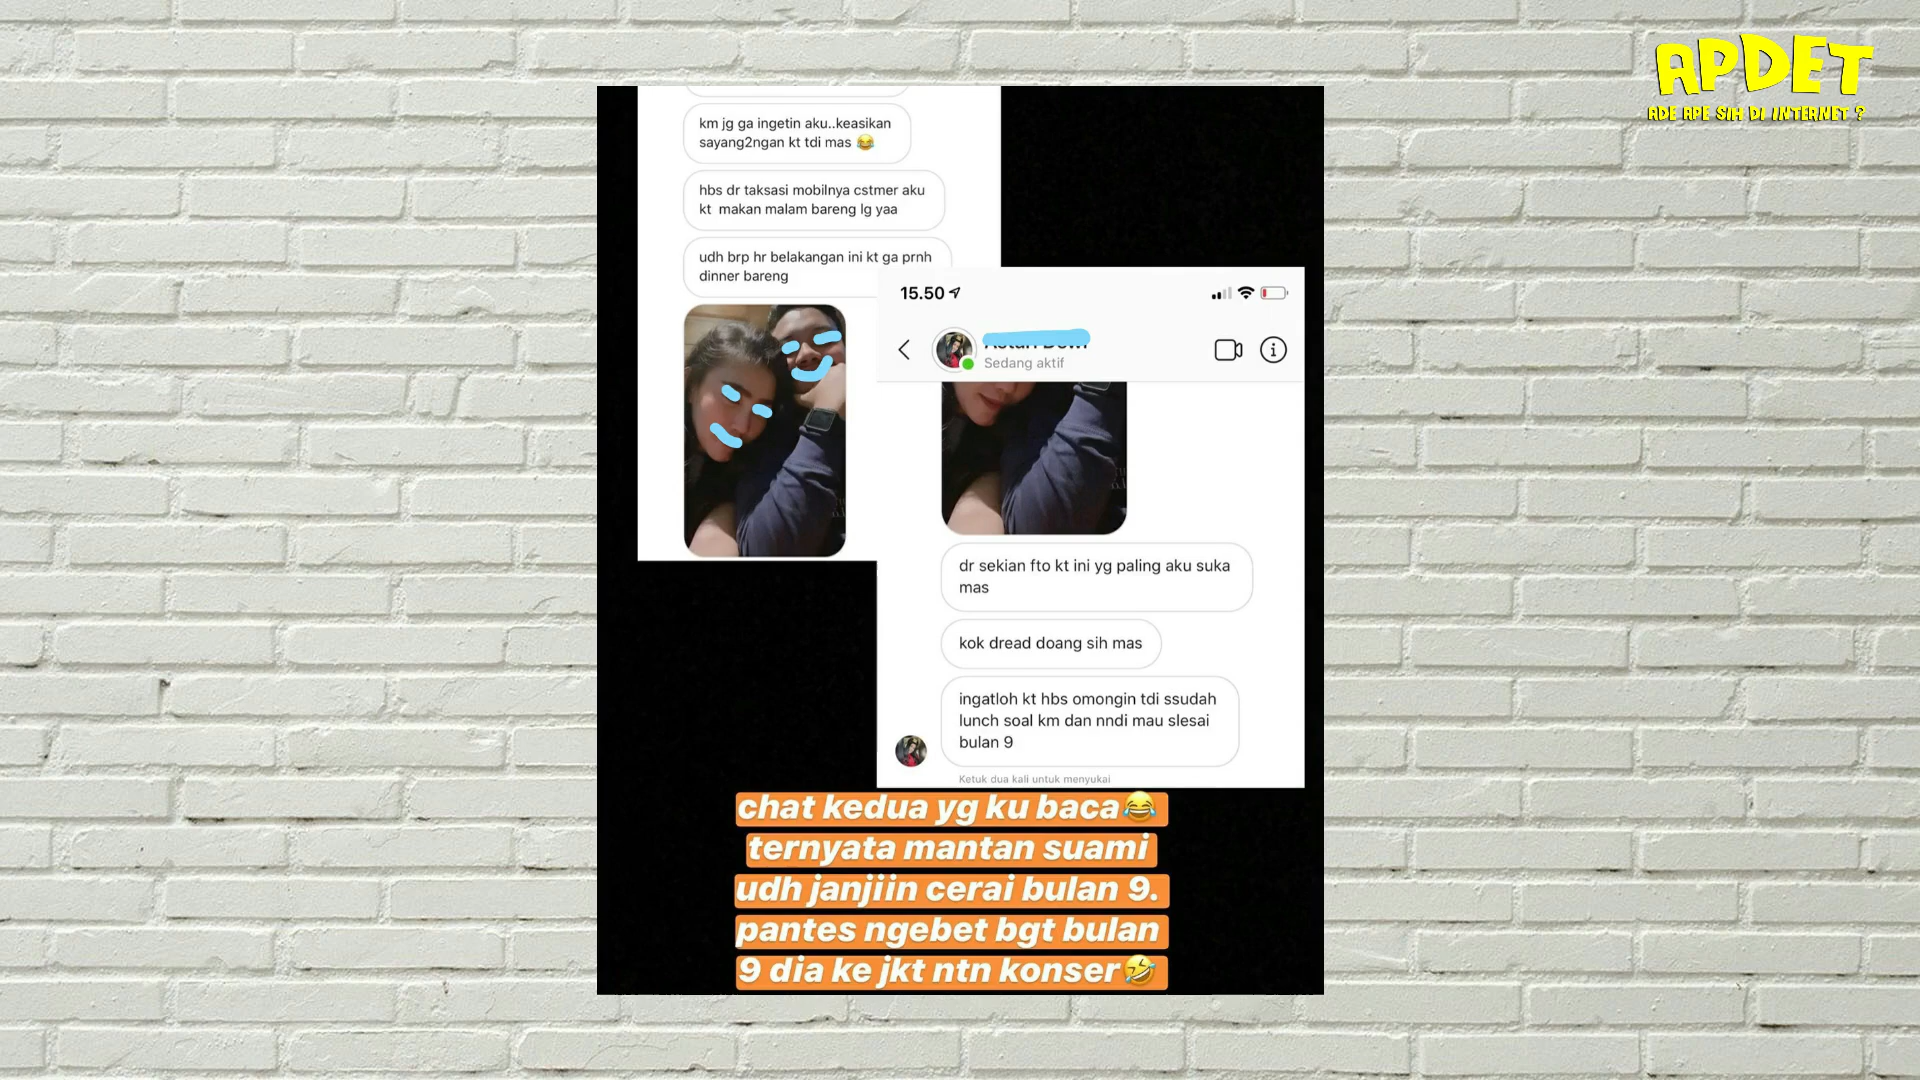 APDET
ADE APE SIH DI INTERNET ?
km jg ga ingetin aku..keasikan
sayang2ngan kt tdi mas 😂
hbs dr taksasi mobilnya cstmer aku
kt makan malam bareng lg yaa
udh brp hr belakangan ini kt ga prnh
dinner bareng
15.50
Sedang aktif
dr sekian fto kt ini yg paling aku suka
mas
kok dread doang sih mas
ingatloh kt hbs omongin tdi ssudah
lunch soal km dan nndi mau slesai
bulan 9
Ketuk dua kali untuk menyukai
chat kedua yg ku baca😂
ternyata mantan suami
udh janjiin cerai bulan 9.
pantes ngebet bgt bulan
9 dia ke jkt ntn konser🤣